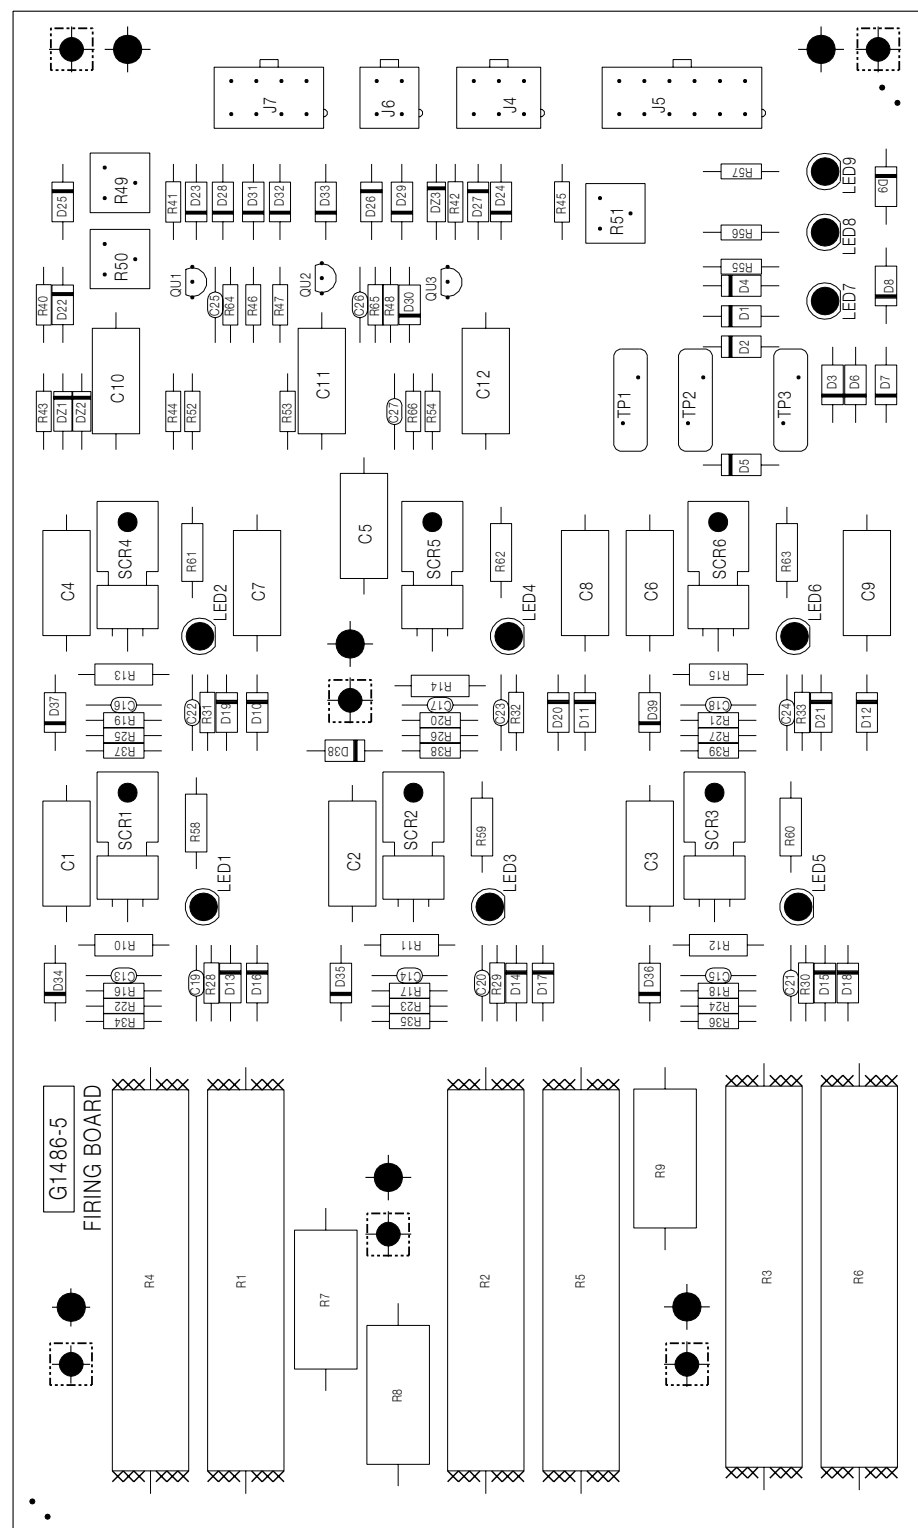 J7
J6
J4
J5
D25
R49
R41
D23
D28
D31
D32
D33
D26
D29
DZ3
R42
D27
D24
R45
R51
R57
LED9
D9
R50
QU1
QU2
QU3
R56
LED8
R55
D4
LED7
D8
R40
D22
C10
C25
R64
R46
R47
C11
C26
R65
R48
D30
C12
D1
D2
R43
DZ1
DZ2
R44
R52
R53
C27
R66
R54
TP1
TP2
TP3
D3
D6
D7
D5
C4
SCR4
R61
LED2
C7
C5
SCR5
R62
LED4
C8
C6
SCR6
R63
LED6
C9
R13
R14
R15
D37
C16
R19
R25
R37
C22
R31
D19
D10
D38
C17
R20
R26
R38
C23
R32
D20
D11
D39
C18
R21
R27
R39
C24
R33
D21
D12
C1
SCR1
R58
LED1
C2
SCR2
R59
LED3
C3
SCR3
R60
LED5
R10
R11
R12
D34
C13
R16
R22
R34
C19
R28
D13
D16
D35
C14
R17
R23
R35
C20
R29
D14
D17
D36
C15
R18
R24
R36
C21
R30
D15
D18
G1486-5
FIRING BOARD
R4
R1
R7
R8
R2
R5
R9
R3
R6